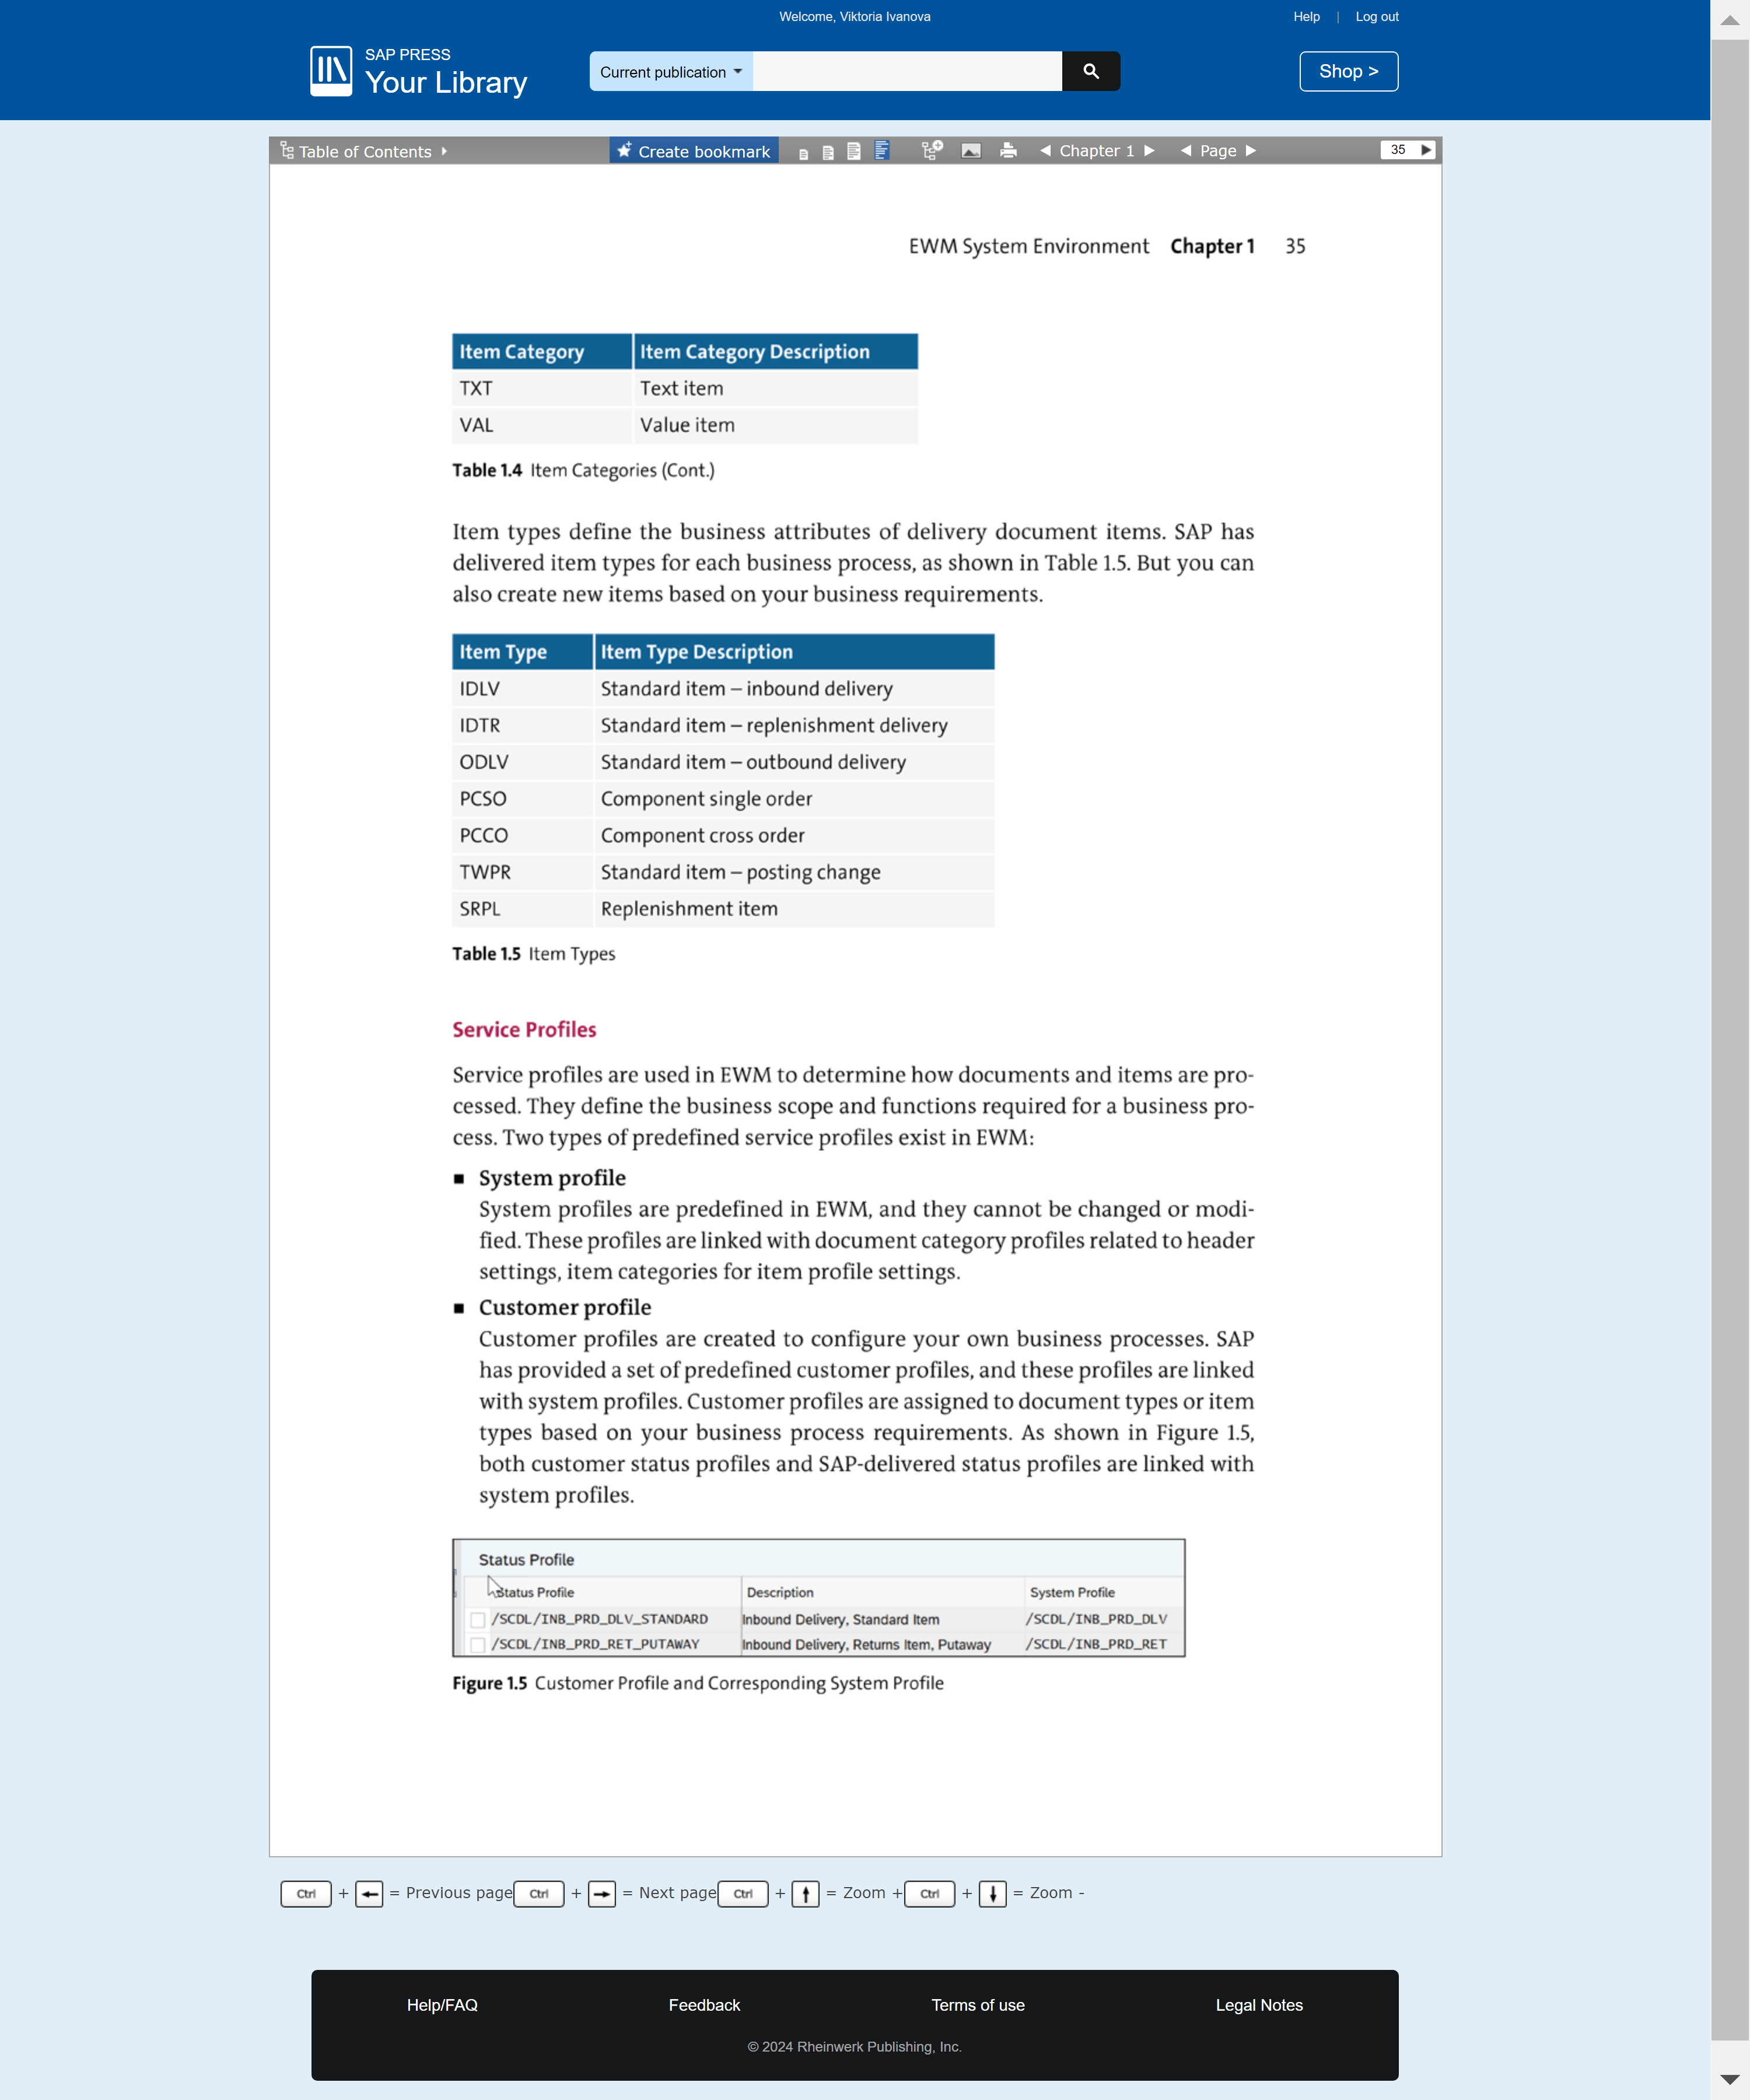 Welcome, Viktoria Ivanova
Help | Log out
SAP PRESS
Your Library
Current publication
Shop >
Table of Contents
Create bookmark
Chapter 1
Page
35
EWM System Environment Chapter 1 35
Item Category Item Category Description
TXT Text item
VAL Value item
Table 1.4 Item Categories (Cont.)
Item types define the business attributes of delivery document items. SAP has
delivered item types for each business process, as shown in Table 1.5. But you can
also create new items based on your business requirements.
Item Type Item Type Description
IDLV Standard item – inbound delivery
IDTR Standard item – replenishment delivery
ODLV Standard item – outbound delivery
PCSO Component single order
PCCO Component cross order
TWPR Standard item – posting change
SRPL Replenishment item
Table 1.5 Item Types
Service Profiles
Service profiles are used in EWM to determine how documents and items are pro-
cessed. They define the business scope and functions required for a business pro-
cess. Two types of predefined service profiles exist in EWM:
■ System profile
System profiles are predefined in EWM, and they cannot be changed or modi-
fied. These profiles are linked with document category profiles related to header
settings, item categories for item profile settings.
■ Customer profile
Customer profiles are created to configure your own business processes. SAP
has provided a set of predefined customer profiles, and these profiles are linked
with system profiles. Customer profiles are assigned to document types or item
types based on your business process requirements. As shown in Figure 1.5,
both customer status profiles and SAP-delivered status profiles are linked with
system profiles.
Status Profile
Status Profile Description System Profile
/SCDL/INB_PRD_DLV_STANDARD Inbound Delivery, Standard Item /SCDL/INB_PRD_DLV
/SCDL/INB_PRD_RET_PUTAWAY Inbound Delivery, Returns Item, Putaway /SCDL/INB_PRD_RET
Figure 1.5 Customer Profile and Corresponding System Profile
Ctrl + ← = Previous page Ctrl + → = Next page Ctrl + ↑ = Zoom + Ctrl + ↓ = Zoom -
Help/FAQ Feedback Terms of use Legal Notes
© 2024 Rheinwerk Publishing, Inc.